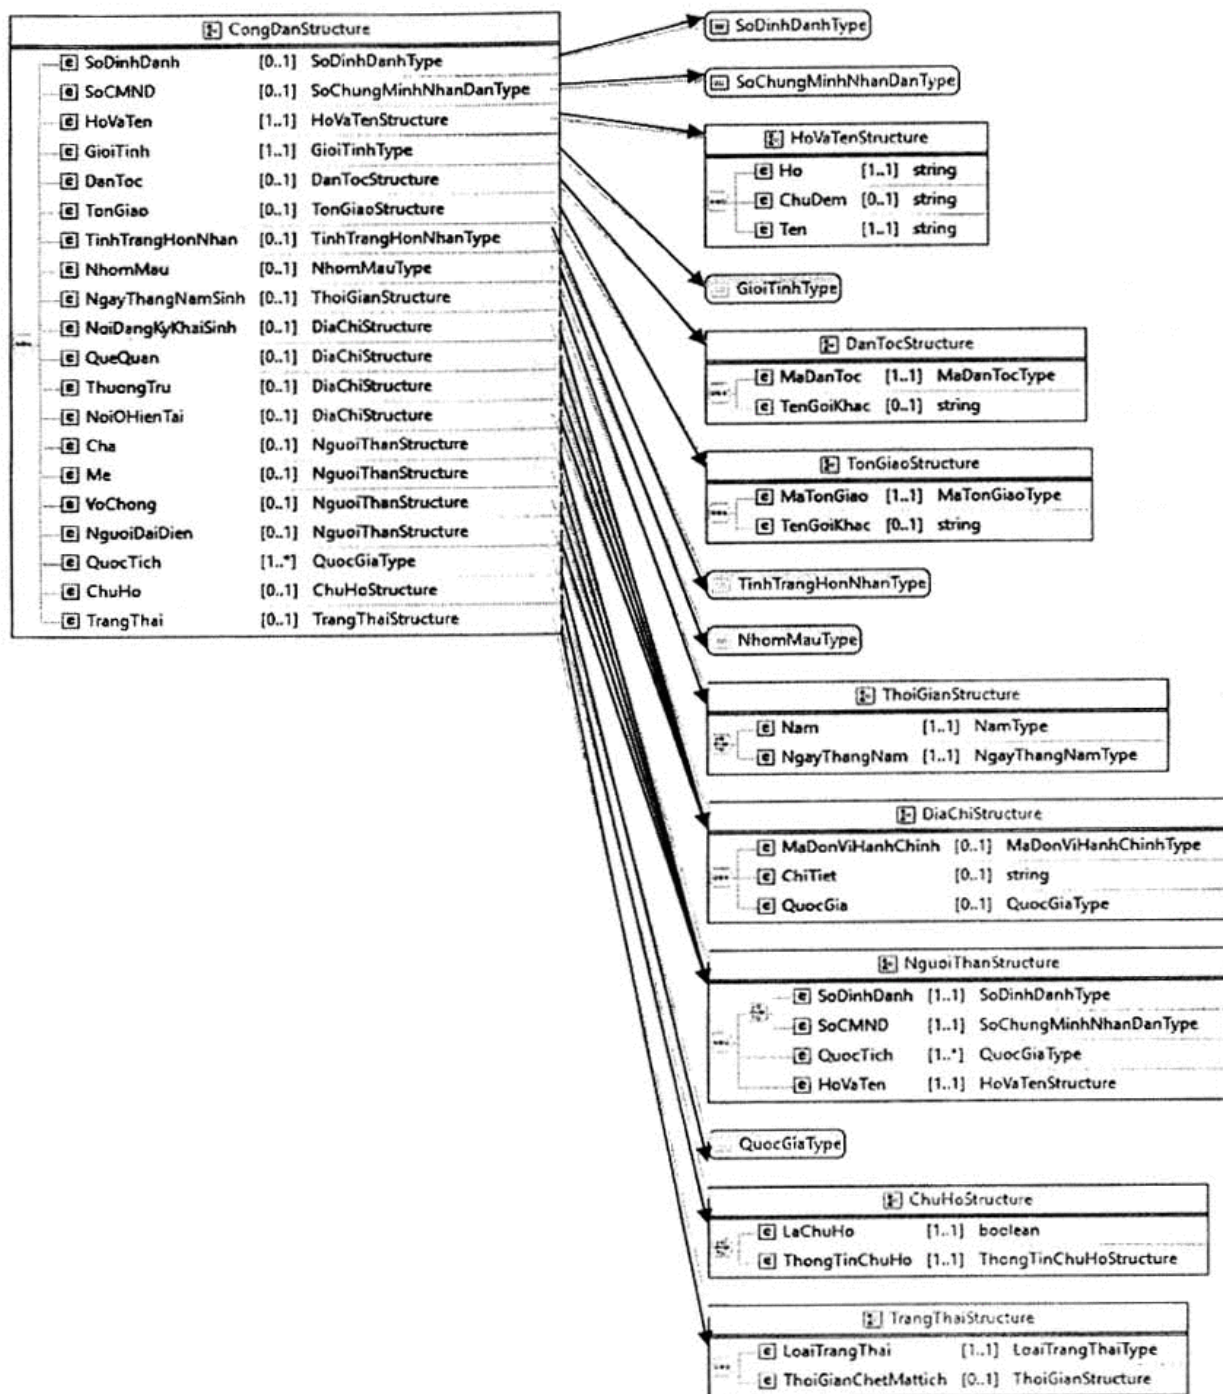 CongDanStructure
SoDinhDanh [0..1] SoDinhDanhType
SoCMND [0..1] SoChungMinhNhanDanType
HoVaTen [1..1] HoVaTenStructure
GioiTinh [1..1] GioiTinhType
DanToc [0..1] DanTocStructure
TonGiao [0..1] TonGiaoStructure
TinhTrangHonNhan [0..1] TinhTrangHonNhanType
NhomMau [0..1] NhomMauType
NgayThangNamSinh [0..1] ThoiGianStructure
NoiDangKyKhaiSinh [0..1] DiaChiStructure
QueQuan [0..1] DiaChiStructure
ThuongTru [0..1] DiaChiStructure
NoiOHienTai [0..1] DiaChiStructure
Cha [0..1] NguoiThanStructure
Me [0..1] NguoiThanStructure
VoChong [0..1] NguoiThanStructure
NguoiDaiDien [0..1] NguoiThanStructure
QuocTich [1..*] QuocGiaType
ChuHo [0..1] ChuHoStructure
TrangThai [0..1] TrangThaiStructure
SoDinhDanhType
SoChungMinhNhanDanType
HoVaTenStructure
Ho [1..1] string
ChuDem [0..1] string
Ten [1..1] string
GioiTinhType
DanTocStructure
MaDanToc [1..1] MaDanTocType
TenGoiKhac [0..1] string
TonGiaoStructure
MaTonGiao [1..1] MaTonGiaoType
TenGoiKhac [0..1] string
TinhTrangHonNhanType
NhomMauType
ThoiGianStructure
Nam [1..1] NamType
NgayThangNam [1..1] NgayThangNamType
DiaChiStructure
MaDonViHanhChinh [0..1] MaDonViHanhChinhType
ChiTiet [0..1] string
QuocGia [0..1] QuocGiaType
NguoiThanStructure
SoDinhDanh [1..1] SoDinhDanhType
SoCMND [1..1] SoChungMinhNhanDanType
QuocTich [1..*] QuocGiaType
HoVaTen [1..1] HoVaTenStructure
QuocGiaType
ChuHoStructure
LaChuHo [1..1] boolean
ThongTinChuHo [1..1] ThongTinChuHoStructure
TrangThaiStructure
LoaiTrangThai [1..1] LoaiTrangThaiType
ThoiGianChetMattich [0..1] ThoiGianStructure